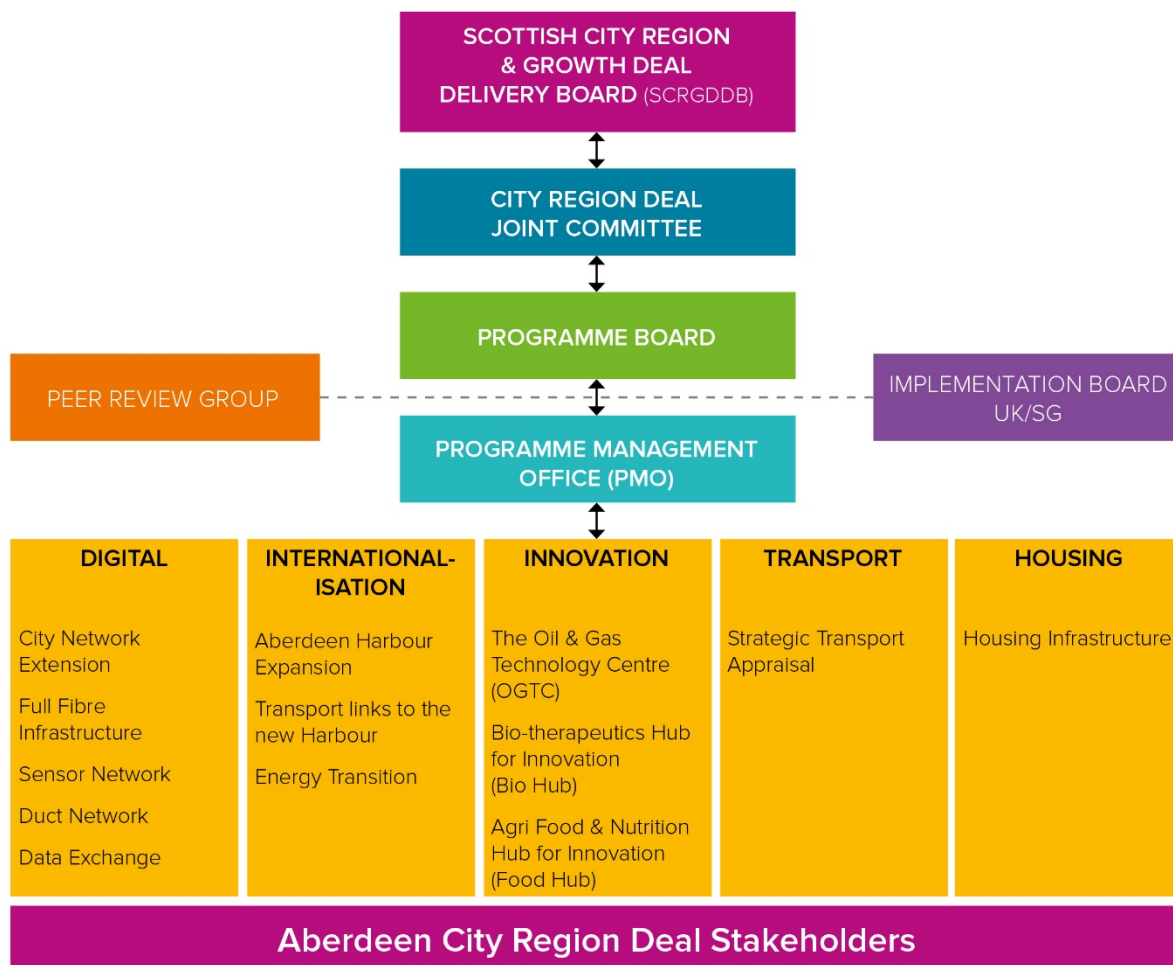 SCOTTISH CITY REGION
& GROWTH DEAL
DELIVERY BOARD (SCRGDDB)
CITY REGION DEAL
JOINT COMMITTEE
PROGRAMME BOARD
PEER REVIEW GROUP
IMPLEMENTATION BOARD
UK/SG
PROGRAMME MANAGEMENT
OFFICE (PMO)
DIGITAL
City Network
Extension
Full Fibre
Infrastructure
Sensor Network
Duct Network
Data Exchange
INTERNATIONAL-
ISATION
Aberdeen Harbour
Expansion
Transport links to the
new Harbour
Energy Transition
INNOVATION
The Oil & Gas
Technology Centre
(OGTC)
Bio-therapeutics Hub
for Innovation
(Bio Hub)
Agri Food & Nutrition
Hub for Innovation
(Food Hub)
TRANSPORT
Strategic Transport
Appraisal
HOUSING
Housing Infrastructure
Aberdeen City Region Deal Stakeholders